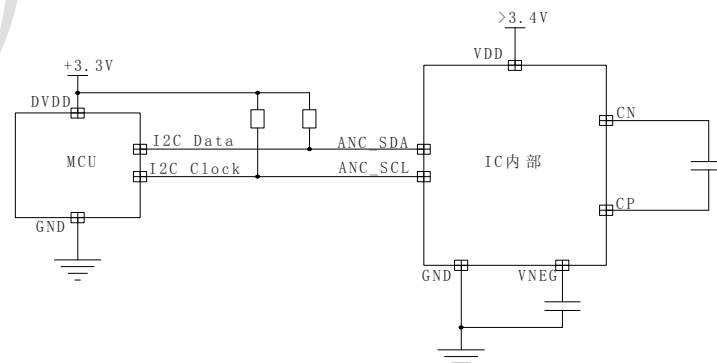 >3.4V
VDD
+3.3V
DVDD
CN
I2C Data
ANC_SDA
MCU
I2C Clock
ANC_SCL
IC内部
CP
GND
GND
VNEG